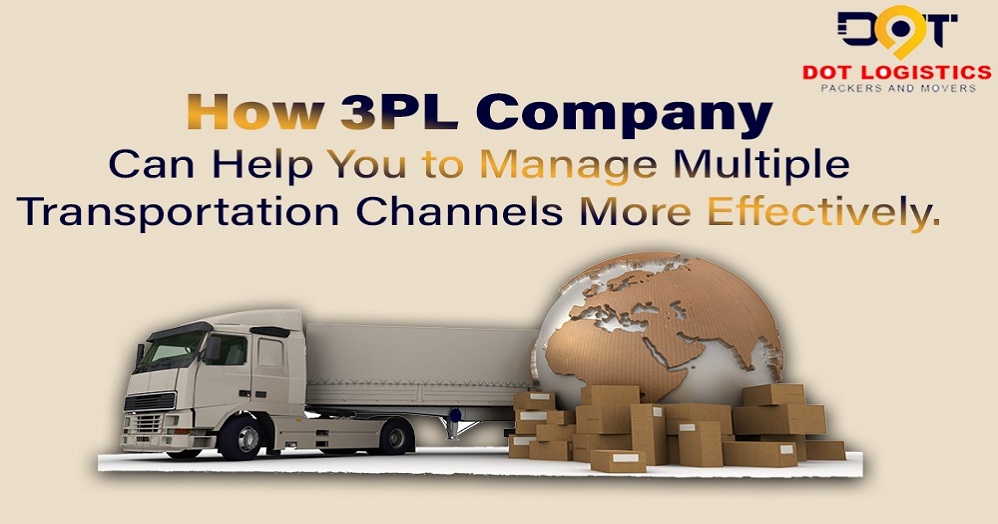 DOT
DOT LOGISTICS
PACKERS AND MOVERS
How 3PL Company
Can Help You to Manage Multiple
Transportation Channels More Effectively.